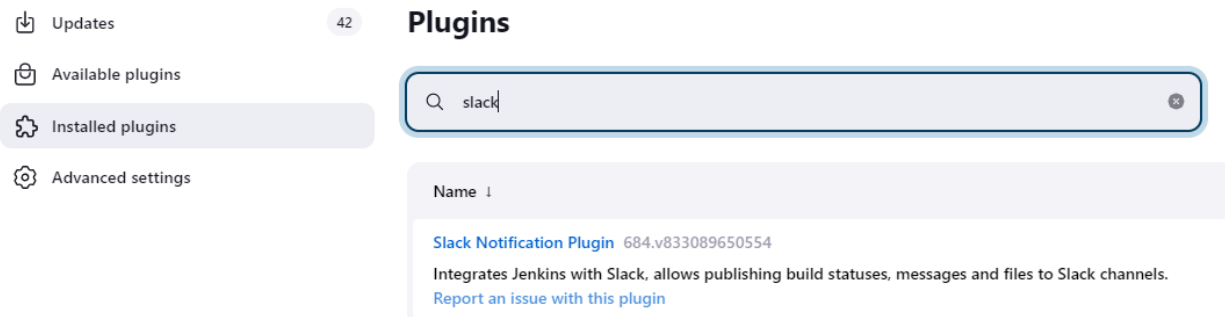 Updates 42
Available plugins
Installed plugins
Advanced settings
Plugins
slack
Name ↓
Slack Notification Plugin 684.v833089650554
Integrates Jenkins with Slack, allows publishing build statuses, messages and files to Slack channels.
Report an issue with this plugin